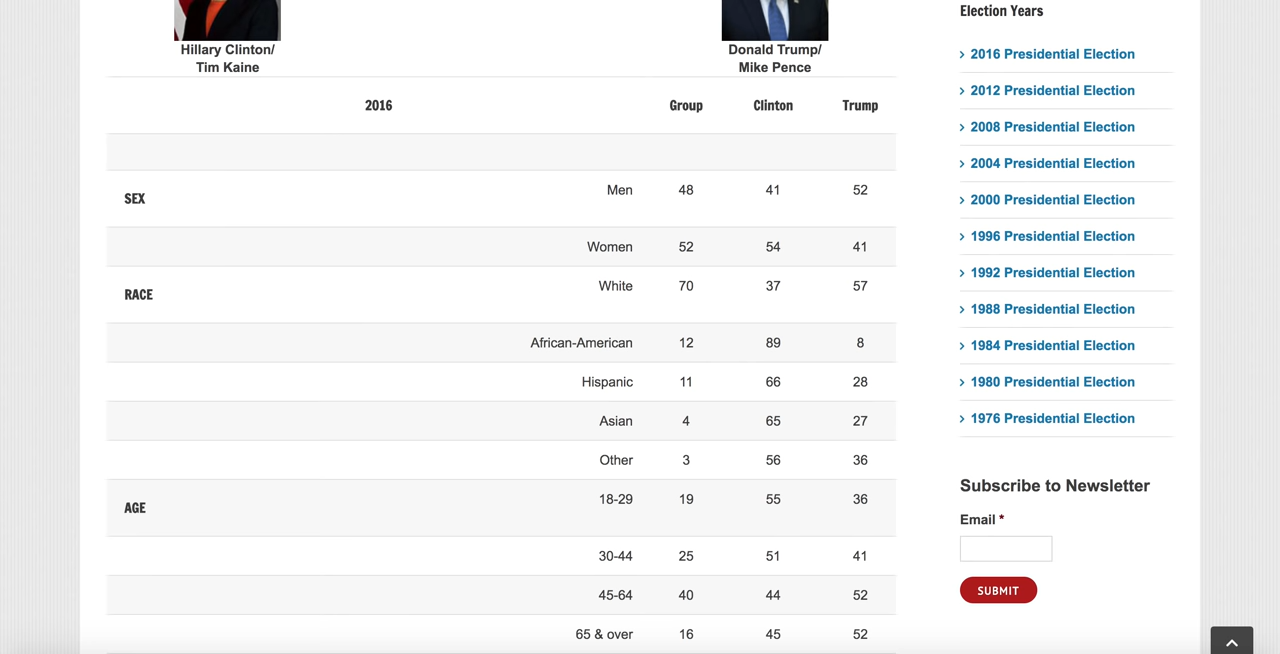 Hillary Clinton/
Tim Kaine
Donald Trump/
Mike Pence
2016 Group Clinton Trump
SEX Men 48 41 52
Women 52 54 41
RACE White 70 37 57
African-American 12 89 8
Hispanic 11 66 28
Asian 4 65 27
Other 3 56 36
AGE 18-29 19 55 36
30-44 25 51 41
45-64 40 44 52
65 & over 16 45 52
Election Years
2016 Presidential Election
2012 Presidential Election
2008 Presidential Election
2004 Presidential Election
2000 Presidential Election
1996 Presidential Election
1992 Presidential Election
1988 Presidential Election
1984 Presidential Election
1980 Presidential Election
1976 Presidential Election
Subscribe to Newsletter
Email *
SUBMIT